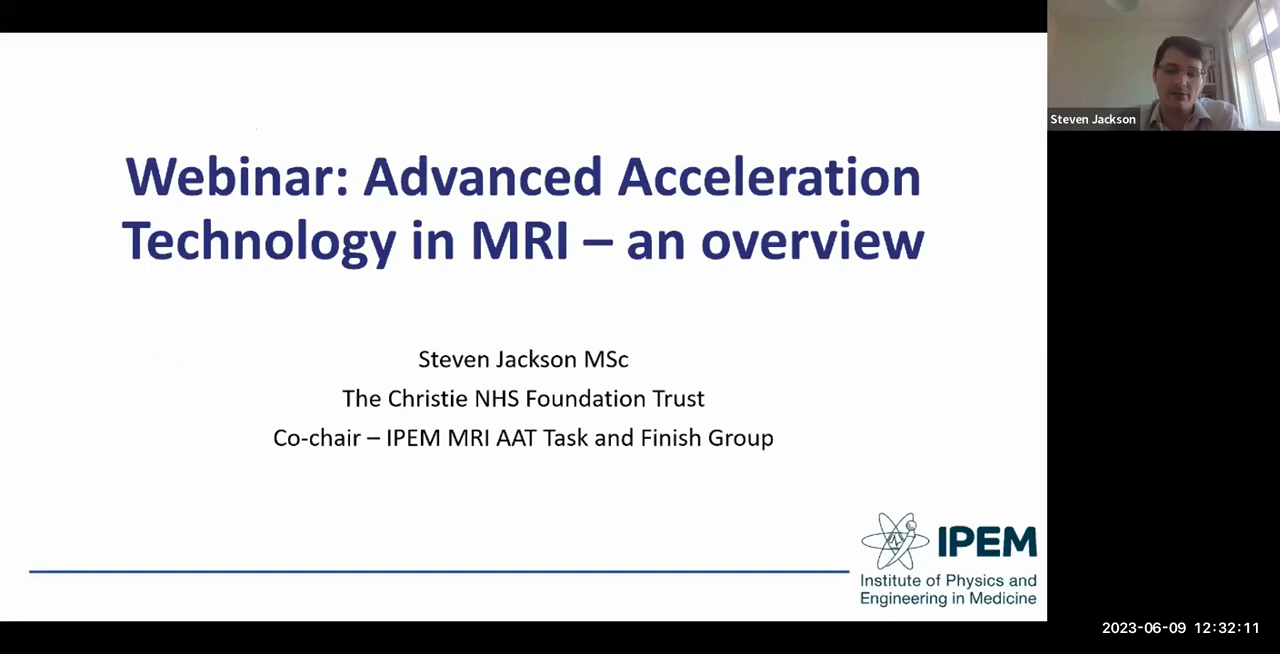 Webinar: Advanced Acceleration
Technology in MRI – an overview
Steven Jackson MSc
The Christie NHS Foundation Trust
Co-chair – IPEM MRI AAT Task and Finish Group
IPEM
Institute of Physics and
Engineering in Medicine
Steven Jackson
2023-06-09 12:32:11